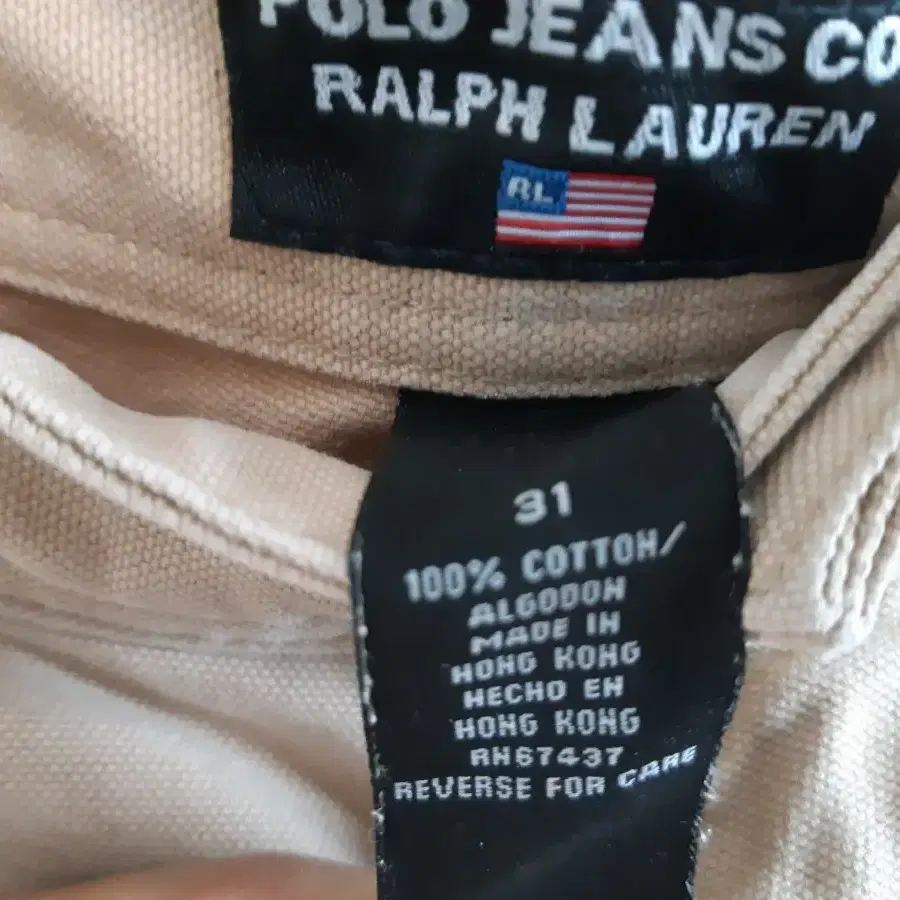 POLO JEANS CO
RALPH LAUREN
RL
31
100% COTTON/
ALGODON
MADE IN
HONG KONG
HECHO EN
HONG KONG
RN67437
REVERSE FOR CARE